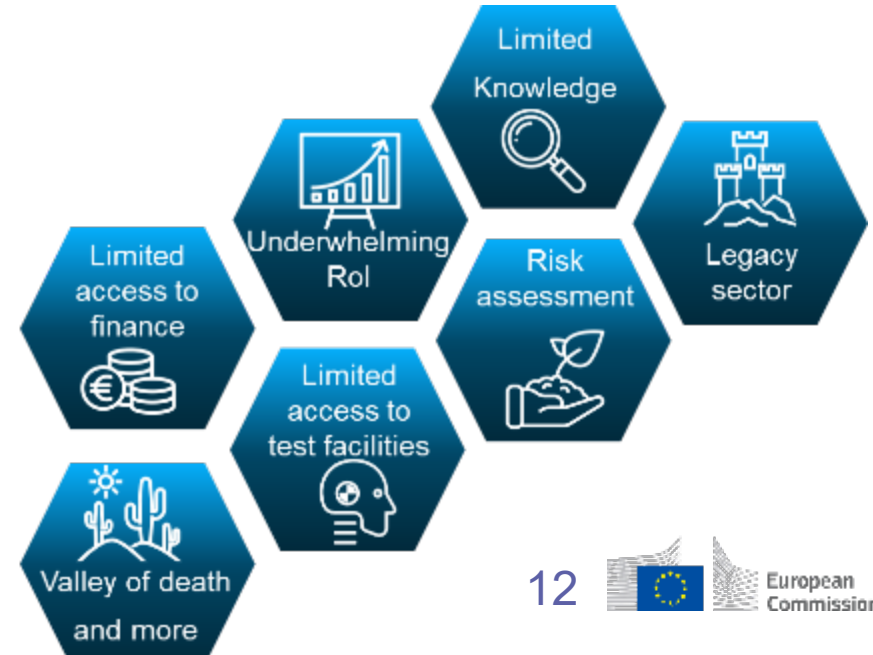 Limited
Knowledge
Underwhelming
RoI
Legacy
sector
Limited
access to
finance
€
Risk
assessment
Limited
access to
test facilities
Valley of death
and more
12
European
Commission